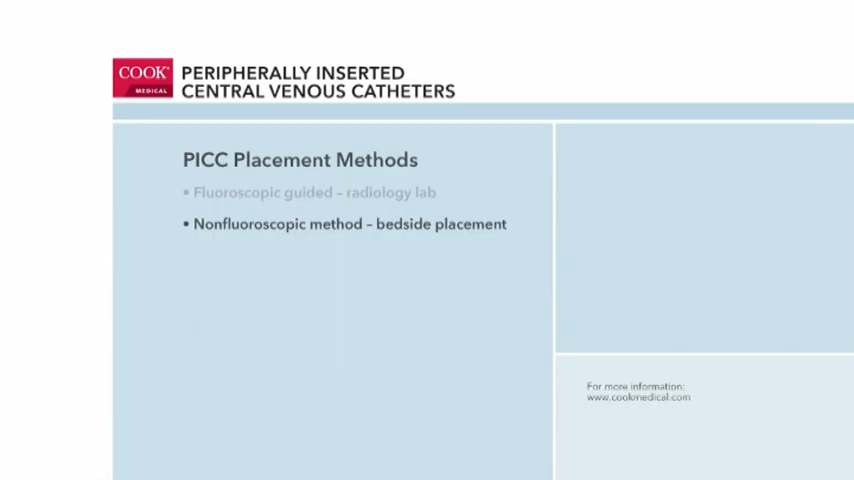 COOK®
MEDICAL
PERIPHERALLY INSERTED
CENTRAL VENOUS CATHETERS
PICC Placement Methods
• Fluoroscopic guided – radiology lab
• Nonfluoroscopic method – bedside placement
For more information:
www.cookmedical.com